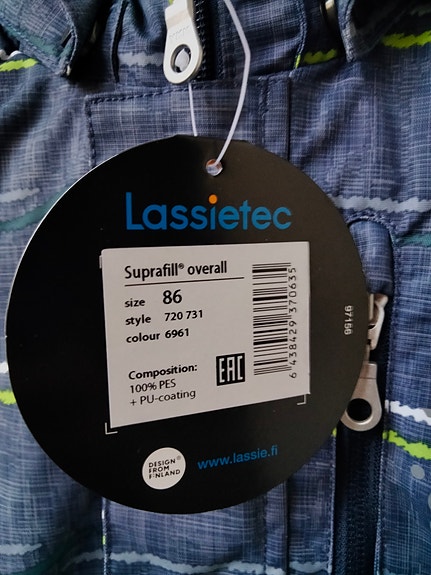 Lassietec
Suprafill® overall
size 86
style 720 731
colour 6961
Composition:
100% PES
+ PU-coating
EAC
6 438429 370635
97156
DESIGN
FROM
FINLAND
®
www.lassie.fi